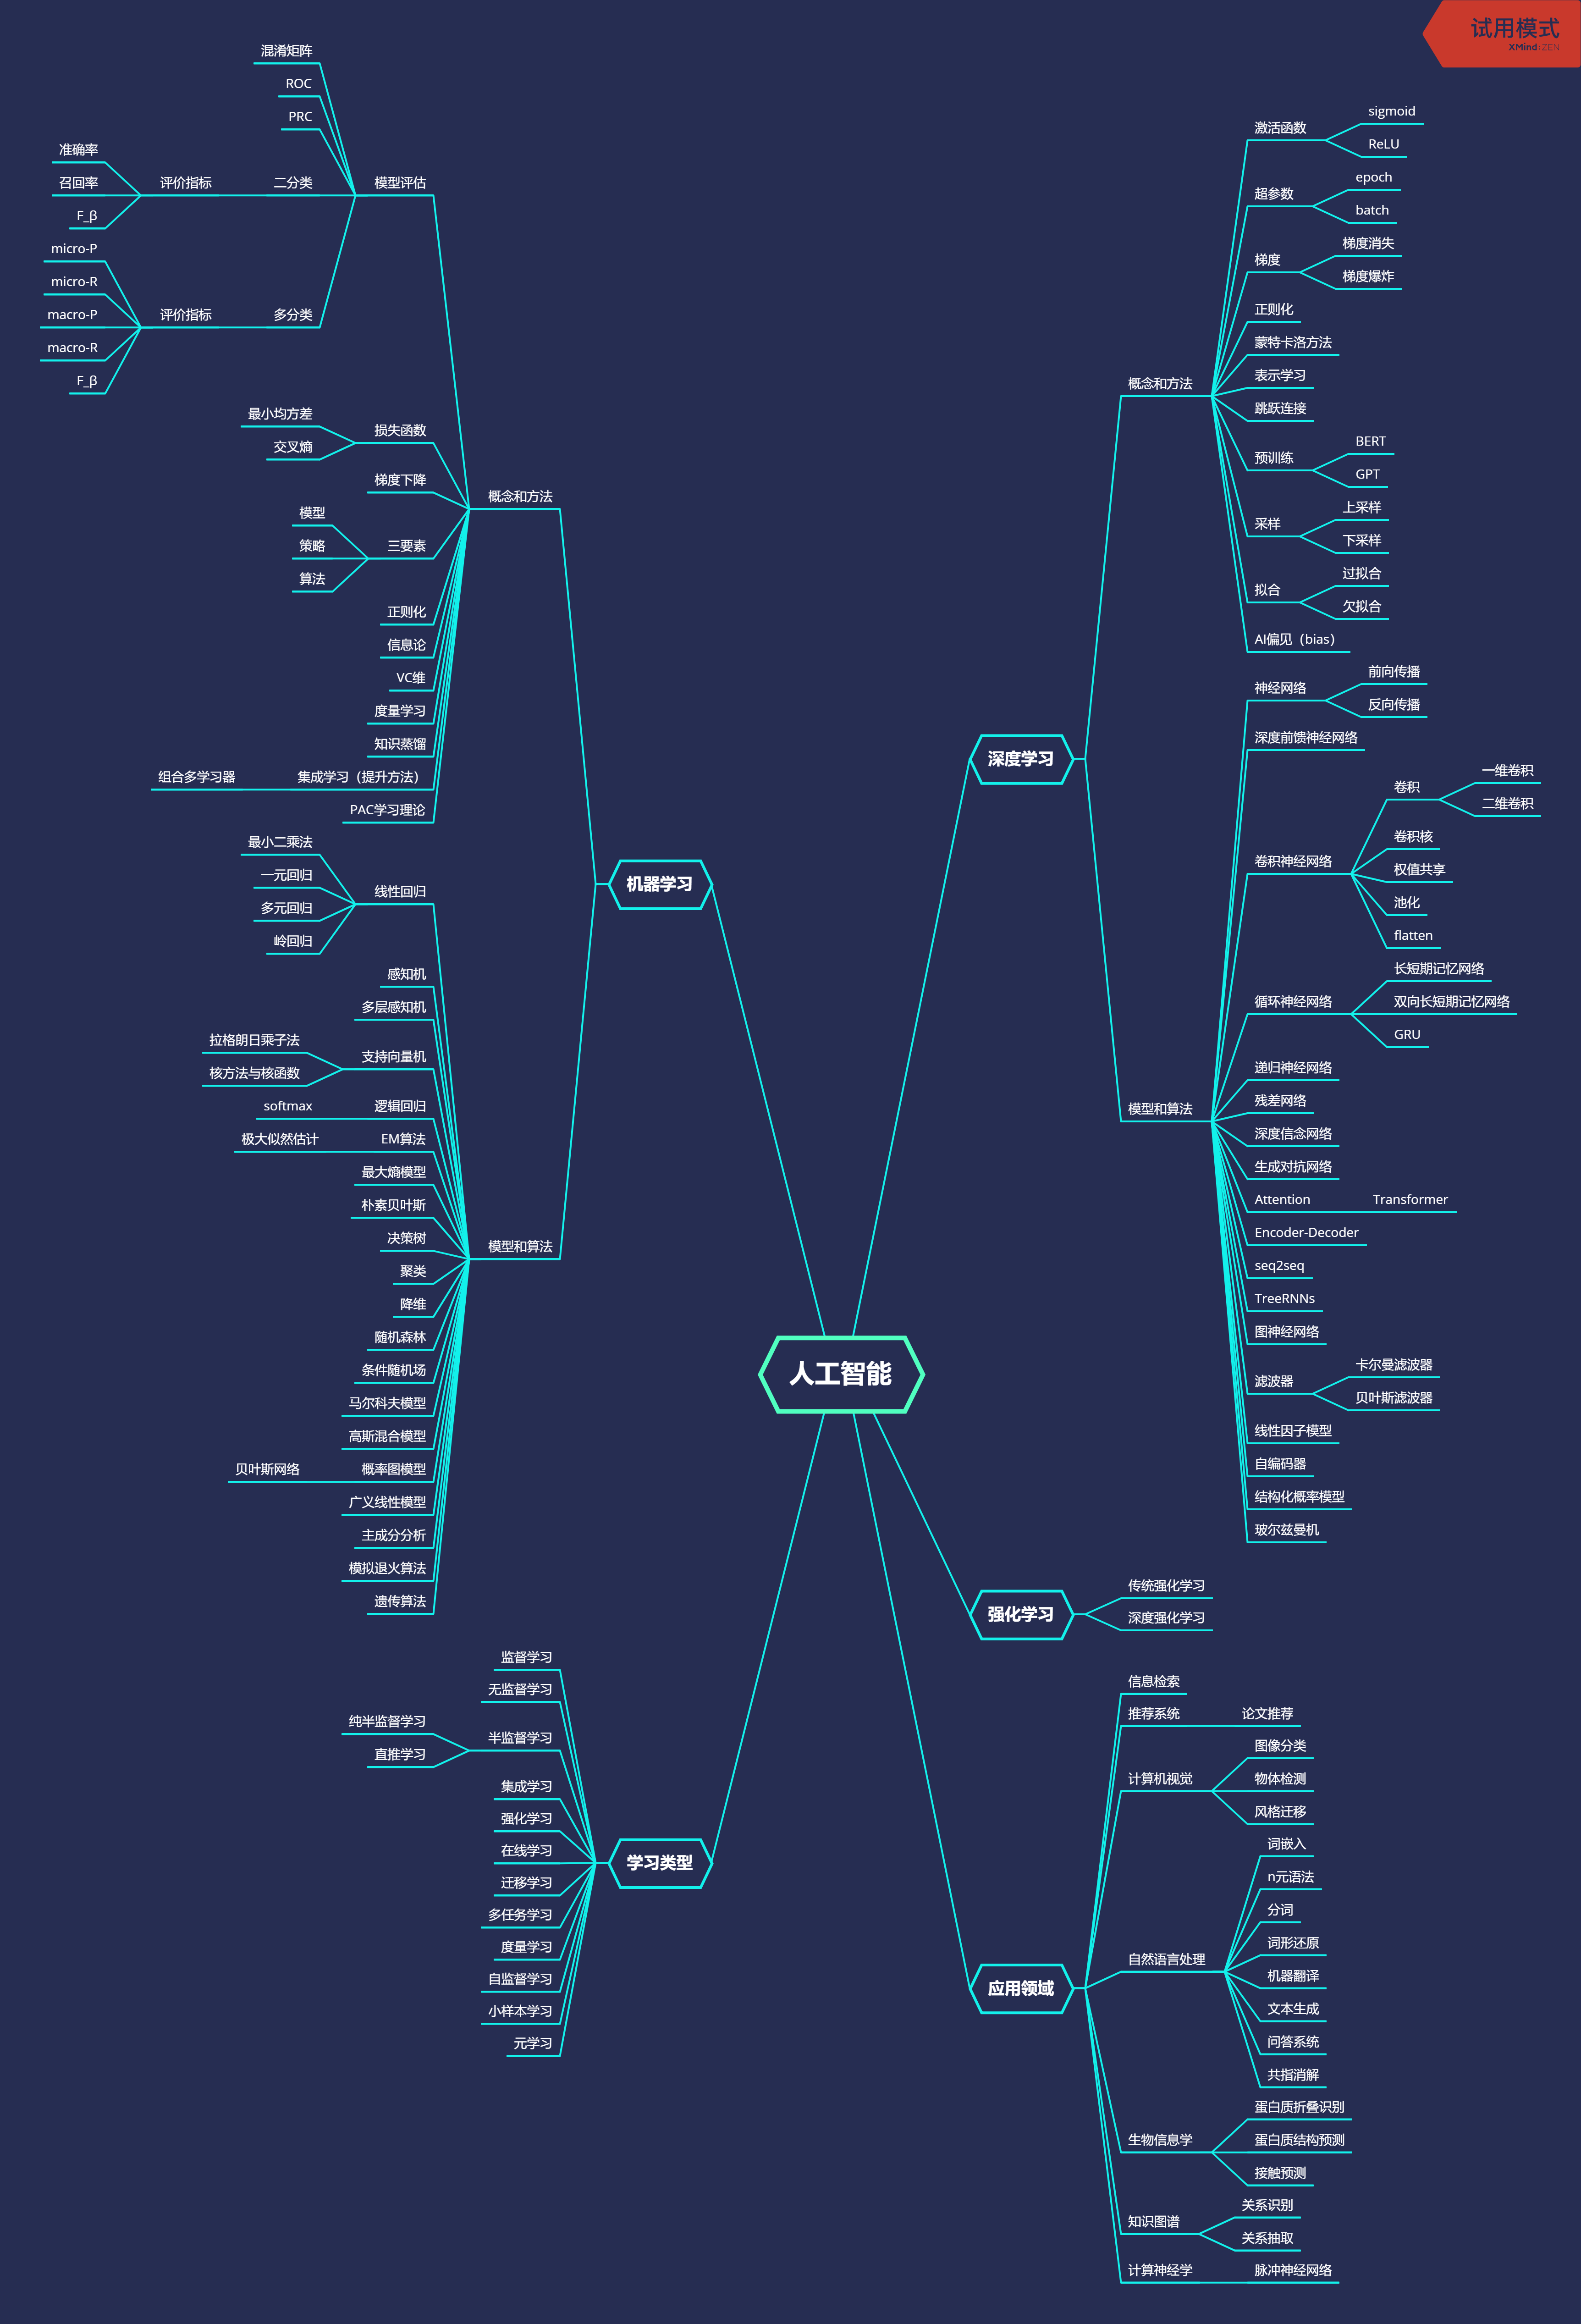 试用模式
XMind:ZEN
人工智能
机器学习
概念和方法
模型评估
混淆矩阵
ROC
PRC
二分类
评价指标
准确率
召回率
F_β
多分类
评价指标
micro-P
micro-R
macro-P
macro-R
F_β
损失函数
最小均方差
交叉熵
梯度下降
三要素
模型
策略
算法
正则化
信息论
VC维
度量学习
知识蒸馏
集成学习（提升方法）
组合多学习器
PAC学习理论
模型和算法
线性回归
最小二乘法
一元回归
多元回归
岭回归
感知机
多层感知机
支持向量机
拉格朗日乘子法
核方法与核函数
逻辑回归
softmax
EM算法
极大似然估计
最大熵模型
朴素贝叶斯
决策树
聚类
降维
随机森林
条件随机场
马尔科夫模型
高斯混合模型
概率图模型
贝叶斯网络
广义线性模型
主成分分析
模拟退火算法
遗传算法
学习类型
监督学习
无监督学习
半监督学习
纯半监督学习
直推学习
集成学习
强化学习
在线学习
迁移学习
多任务学习
度量学习
自监督学习
小样本学习
元学习
深度学习
概念和方法
激活函数
sigmoid
ReLU
超参数
epoch
batch
梯度
梯度消失
梯度爆炸
正则化
蒙特卡洛方法
表示学习
跳跃连接
预训练
BERT
GPT
采样
上采样
下采样
拟合
过拟合
欠拟合
AI偏见（bias）
模型和算法
神经网络
前向传播
反向传播
深度前馈神经网络
卷积神经网络
卷积
一维卷积
二维卷积
卷积核
权值共享
池化
flatten
循环神经网络
长短期记忆网络
双向长短期记忆网络
GRU
递归神经网络
残差网络
深度信念网络
生成对抗网络
Attention
Transformer
Encoder-Decoder
seq2seq
TreeRNNs
图神经网络
滤波器
卡尔曼滤波器
贝叶斯滤波器
线性因子模型
自编码器
结构化概率模型
玻尔兹曼机
强化学习
传统强化学习
深度强化学习
应用领域
信息检索
推荐系统
论文推荐
计算机视觉
图像分类
物体检测
风格迁移
自然语言处理
词嵌入
n元语法
分词
词形还原
机器翻译
文本生成
问答系统
共指消解
生物信息学
蛋白质折叠识别
蛋白质结构预测
接触预测
知识图谱
关系识别
关系抽取
计算神经学
脉冲神经网络